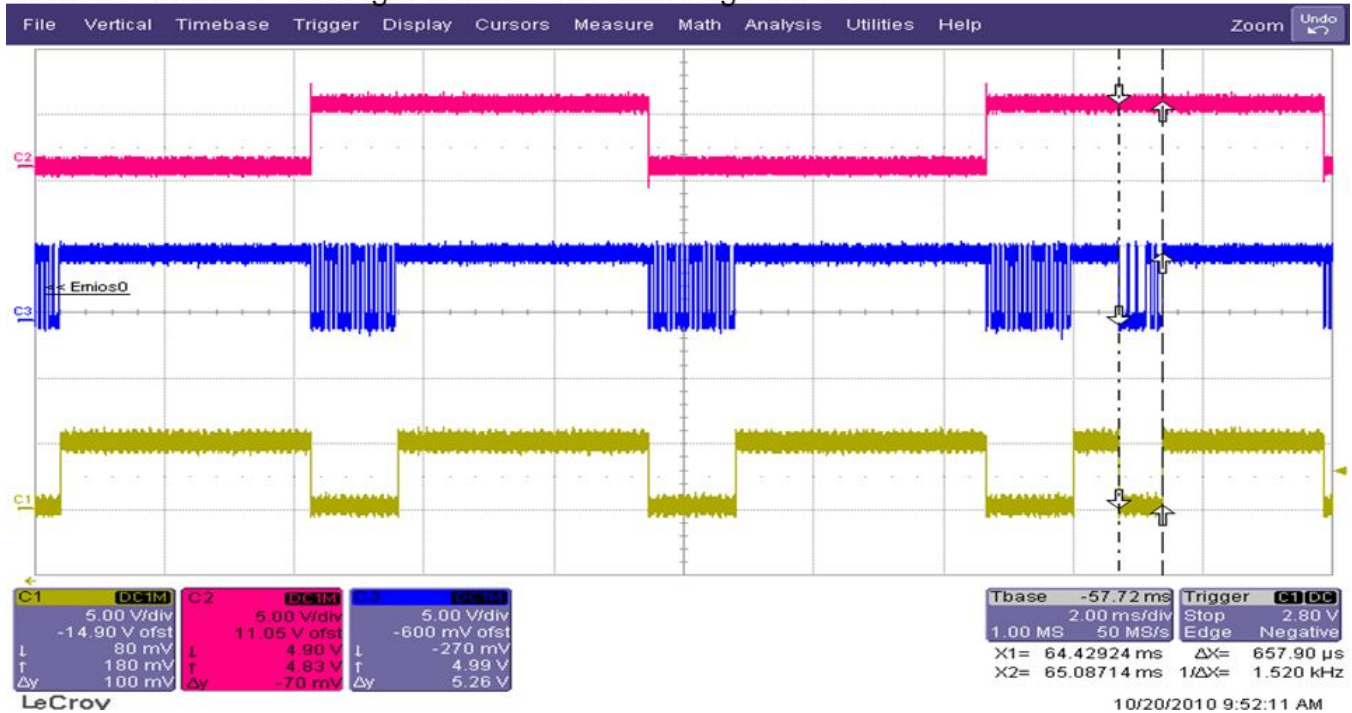 File Vertical Timebase Trigger Display Cursors Measure Math Analysis Utilities Help Zoom Undo
C2
<< Emios0
C3
C1
C1 DC1M
5.00 V/div
-14.90 V ofst
↓ 80 mV
↑ 180 mV
Δy 100 mV
C2 DC1M
5.00 V/div
11.05 V ofst
↓ 4.90 V
↑ 4.83 V
Δy -70 mV
DC1M
5.00 V/div
-600 mV ofst
↓ -270 mV
↑ 4.99 V
Δy 5.26 V
Tbase -57.72 ms
2.00 ms/div
1.00 MS 50 MS/s
Trigger C1 DC
Stop 2.80 V
Edge Negative
X1= 64.42924 ms ΔX= 657.90 µs
X2= 65.08714 ms 1/ΔX= 1.520 kHz
LeCroy
10/20/2010 9:52:11 AM